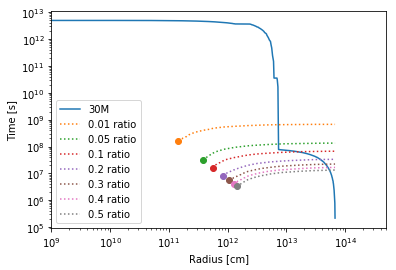 10^13
10^12
10^11
10^10
10^9
10^8
10^7
10^6
10^5
Time [s]
30M
0.01 ratio
0.05 ratio
0.1 ratio
0.2 ratio
0.3 ratio
0.4 ratio
0.5 ratio
10^9 10^10 10^11 10^12 10^13 10^14
Radius [cm]